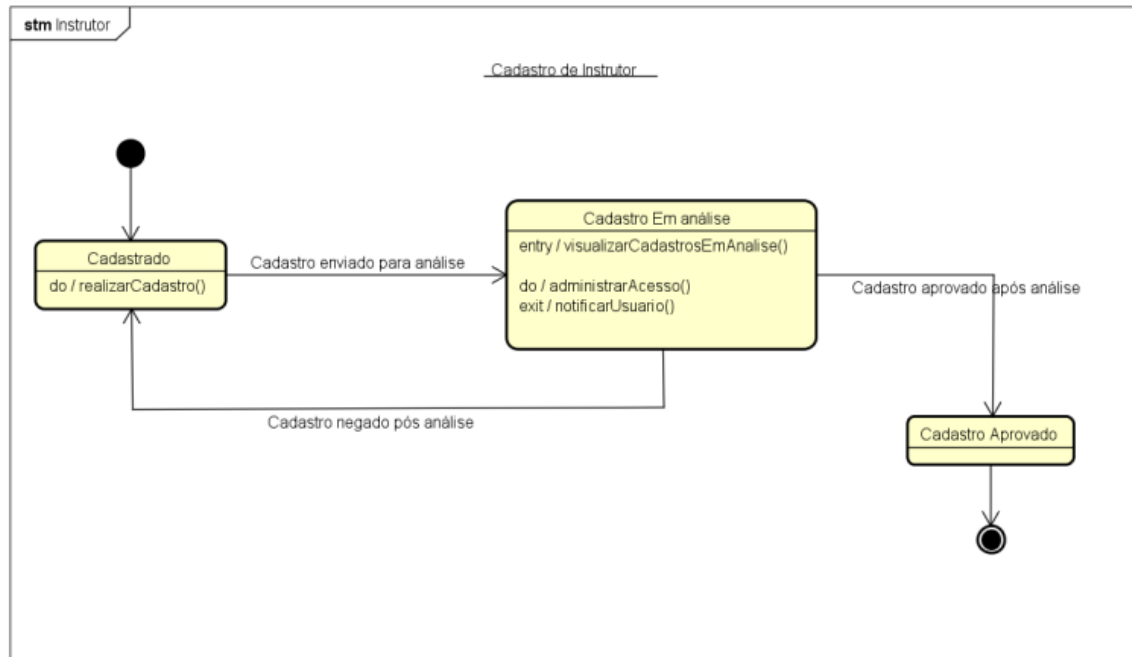 stm Instrutor
Cadastro de Instrutor
Cadastrado
do / realizarCadastro()
Cadastro enviado para análise
Cadastro Em análise
entry / visualizarCadastrosEmAnalise()
do / administrarAcesso()
exit / notificarUsuario()
Cadastro aprovado após análise
Cadastro negado pós análise
Cadastro Aprovado